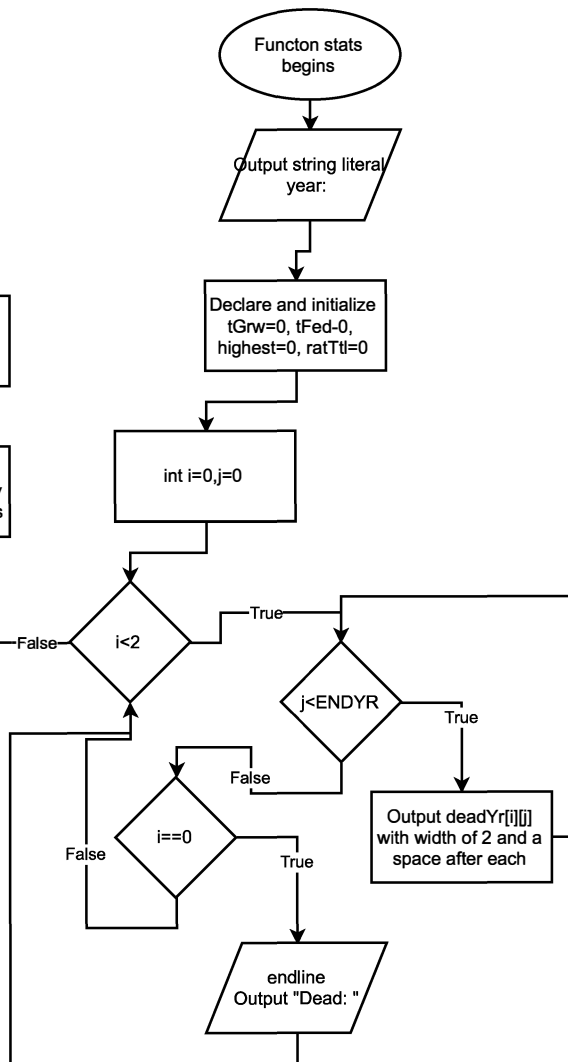 Functon stats
begins
Output string literal
year:
Declare and initialize
tGrw=0, tFed-0,
highest=0, ratTtl=0
int i=0,j=0
i<2
True
False
j<ENDYR
True
False
Output deadYr[i][j]
with width of 2 and a
space after each
i==0
True
False
endline
Output "Dead: "